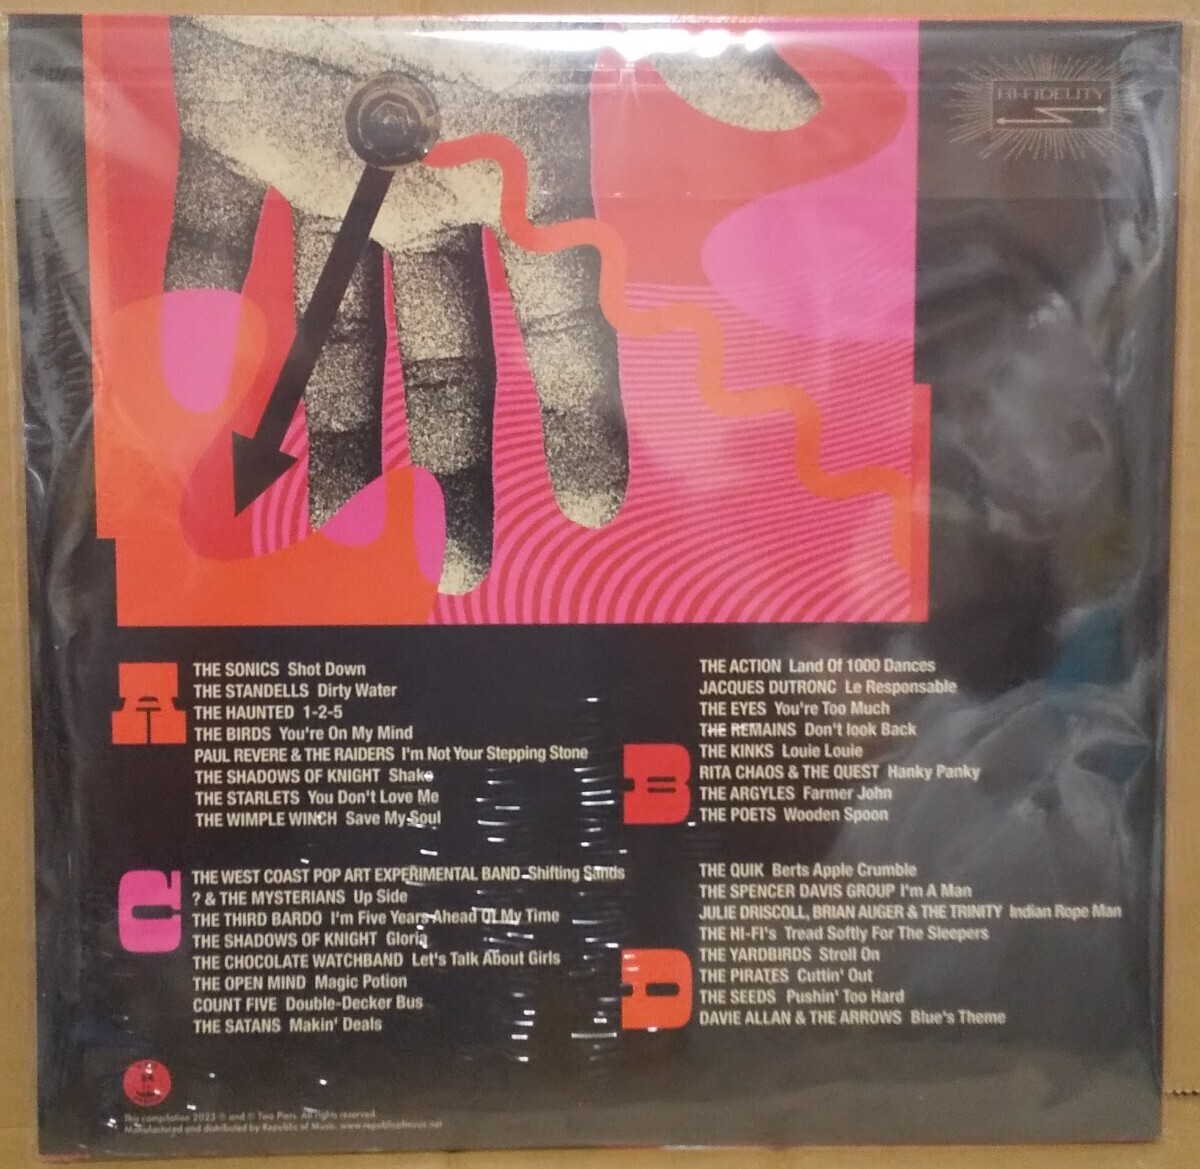 HI-FIDELITY
A
THE SONICS Shot Down
THE STANDELLS Dirty Water
THE HAUNTED 1-2-5
THE BIRDS You're On My Mind
PAUL REVERE & THE RAIDERS I'm Not Your Stepping Stone
THE SHADOWS OF KNIGHT Shake
THE STARLETS You Don't Love Me
THE WIMPLE WINCH Save My Soul
B
THE ACTION Land Of 1000 Dances
JACQUES DUTRONC Le Responsable
THE EYES You're Too Much
THE REMAINS Don't look Back
THE KINKS Louie Louie
RITA CHAOS & THE QUEST Hanky Panky
THE ARGYLES Farmer John
THE POETS Wooden Spoon
C
THE WEST COAST POP ART EXPERIMENTAL BAND Shifting Sands
? & THE MYSTERIANS Up Side
THE THIRD BARDO I'm Five Years Ahead Of My Time
THE SHADOWS OF KNIGHT Gloria
THE CHOCOLATE WATCHBAND Let's Talk About Girls
THE OPEN MIND Magic Potion
COUNT FIVE Double-Decker Bus
THE SATANS Makin' Deals
D
THE QUIK Berts Apple Crumble
THE SPENCER DAVIS GROUP I'm A Man
JULIE DRISCOLL, BRIAN AUGER & THE TRINITY Indian Rope Man
THE HI-FI's Tread Softly For The Sleepers
THE YARDBIRDS Stroll On
THE PIRATES Cuttin' Out
THE SEEDS Pushin' Too Hard
DAVIE ALLAN & THE ARROWS Blue's Theme
This compilation 2023 ℗ and © Two Piers. All rights reserved.
Manufactured and distributed by Republic of Music. www.republicofmusic.net